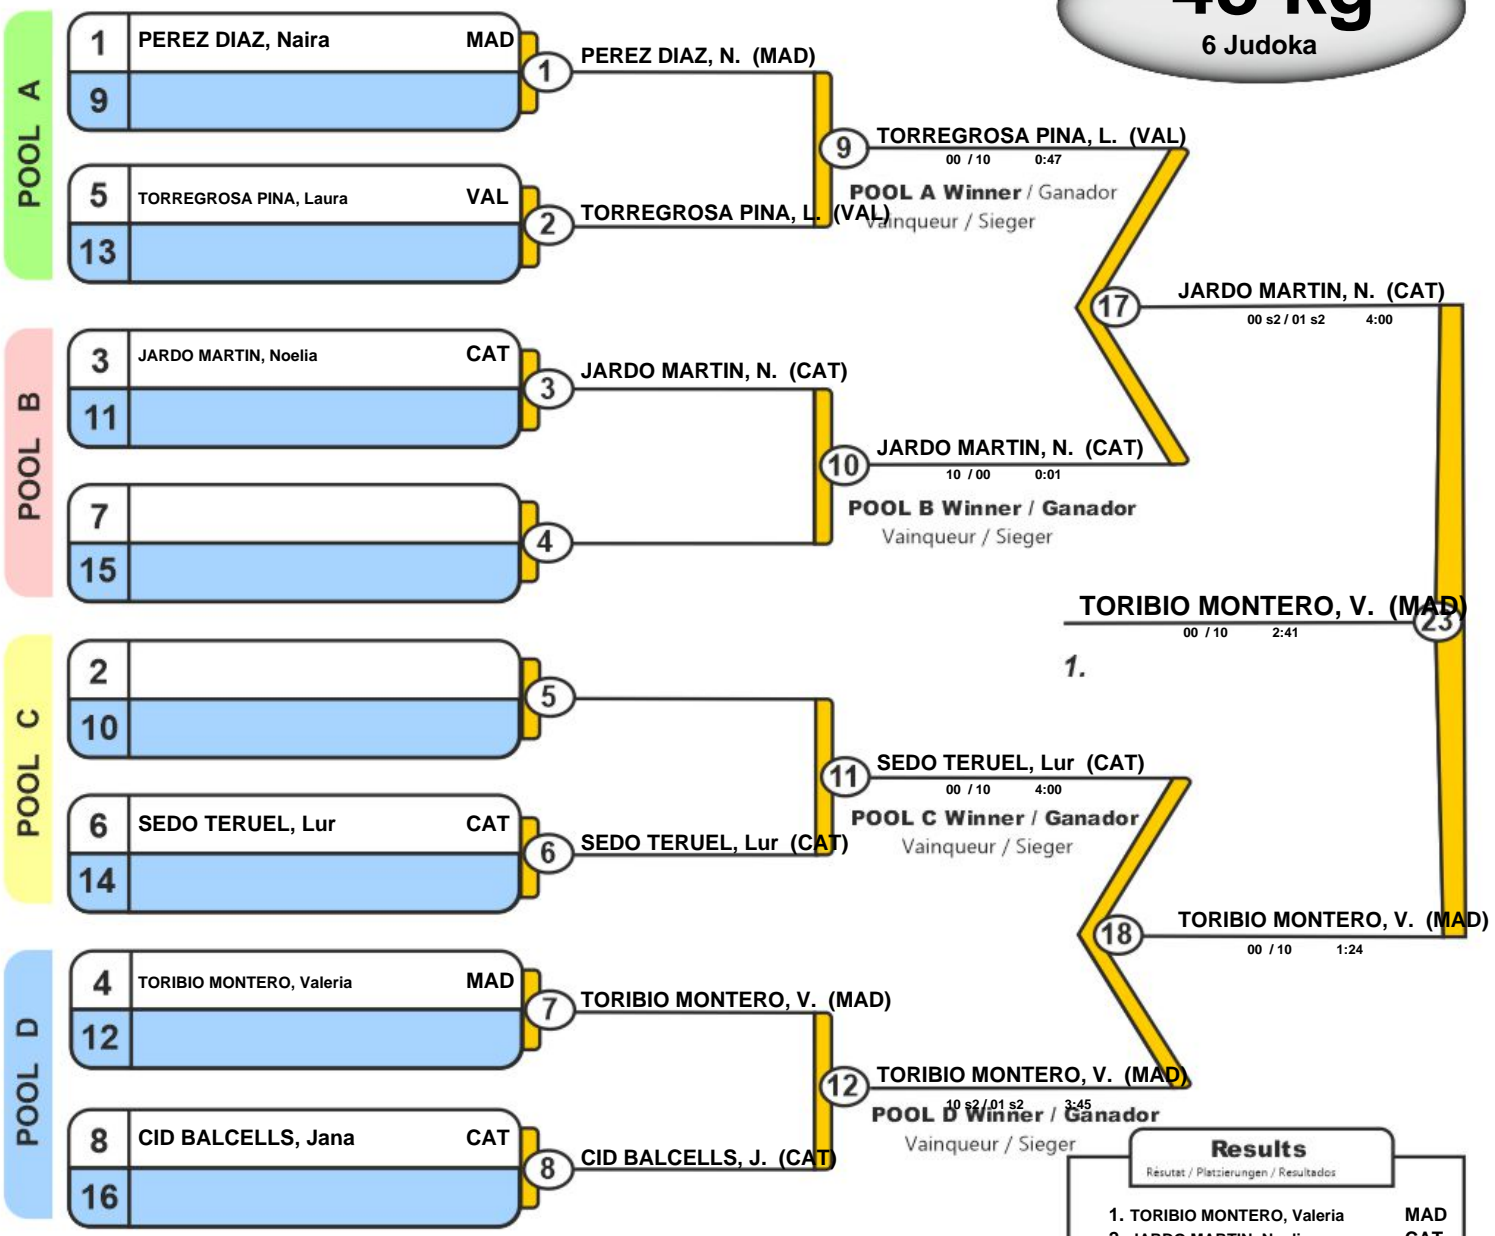 6 Judoka
POOL A
1 PEREZ DIAZ, Naira MAD
9
1
PEREZ DIAZ, N. (MAD)
5 TORREGROSA PINA, Laura VAL
13
2
TORREGROSA PINA, L. (VAL)
9
TORREGROSA PINA, L. (VAL)
00 / 10 0:47
POOL A Winner / Ganador
Vainqueur / Sieger
POOL B
3 JARDO MARTIN, Noelia CAT
11
3
JARDO MARTIN, N. (CAT)
7
15
4
10
JARDO MARTIN, N. (CAT)
10 / 00 0:01
POOL B Winner / Ganador
Vainqueur / Sieger
17
JARDO MARTIN, N. (CAT)
00 s2 / 01 s2 4:00
TORIBIO MONTERO, V. (MAD)
23
00 / 10 2:41
1.
POOL C
2
10
5
6 SEDO TERUEL, Lur CAT
14
6
SEDO TERUEL, Lur (CAT)
11
SEDO TERUEL, Lur (CAT)
00 / 10 4:00
POOL C Winner / Ganador
Vainqueur / Sieger
18
TORIBIO MONTERO, V. (MAD)
00 / 10 1:24
POOL D
4 TORIBIO MONTERO, Valeria MAD
12
7
TORIBIO MONTERO, V. (MAD)
8 CID BALCELLS, Jana CAT
16
8
CID BALCELLS, J. (CAT)
12
TORIBIO MONTERO, V. (MAD)
10 s2 / 01 s2 3:45
POOL D Winner / Ganador
Vainqueur / Sieger
Results
Résutat / Platzierungen / Resultados
1. TORIBIO MONTERO, Valeria MAD